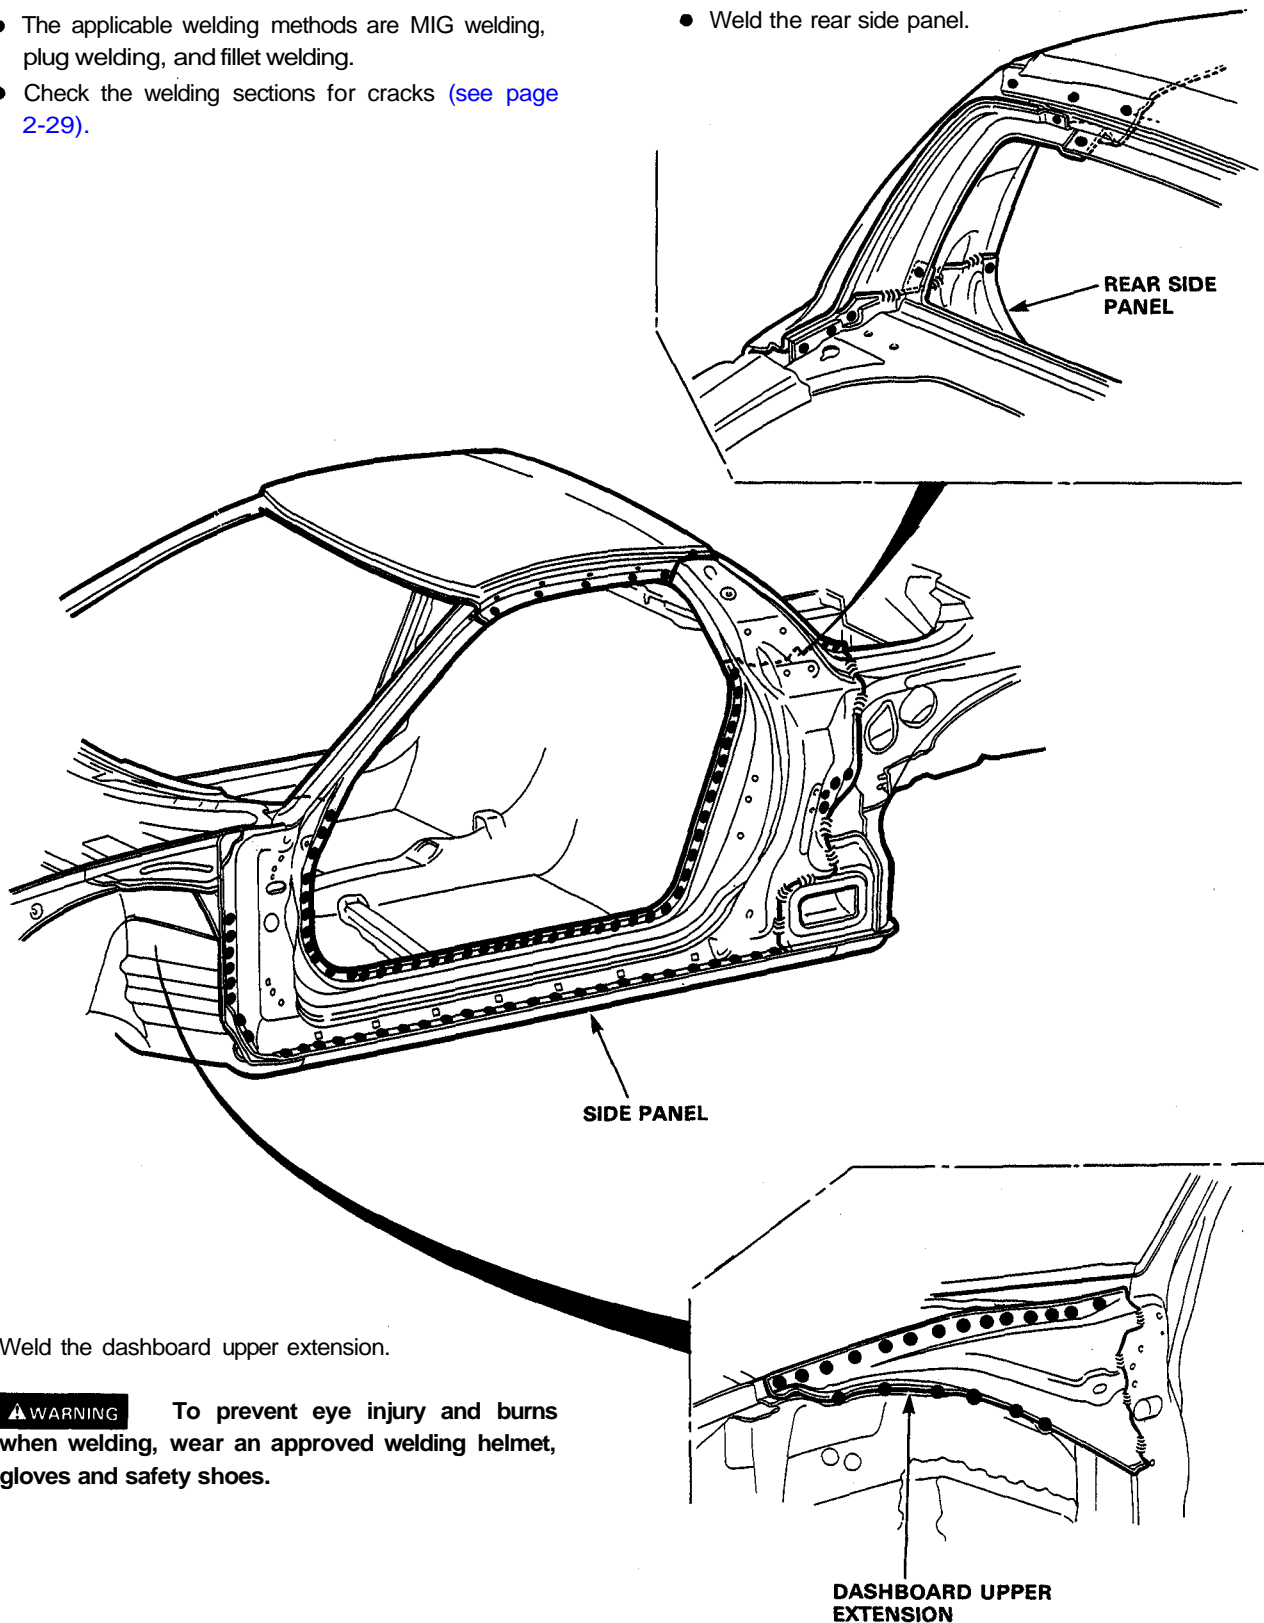 ● The applicable welding methods are MIG welding,
plug welding, and fillet welding.
● Check the welding sections for cracks (see page
2-29).
● Weld the rear side panel.
REAR SIDE
PANEL
SIDE PANEL
Weld the dashboard upper extension.
WARNING To prevent eye injury and burns
when welding, wear an approved welding helmet,
gloves and safety shoes.
DASHBOARD UPPER
EXTENSION